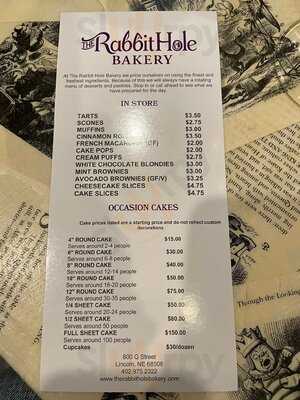 THE RabbitHole
BAKERY
At The Rabbit Hole Bakery we price ourselves on using the finest and
freshest ingredients. Because of this we will always have a rotating
menu of desserts and pastries. Stop in or call ahead to see what we
have prepared for the day.
IN STORE
TARTS $3.50
SCONES $2.75
MUFFINS $3.00
CINNAMON RO $3.50
FRENCH MACARONS (GF) $2.00
CAKE POPS $2.00
CREAM PUFFS $2.75
WHITE CHOCOLATE BLONDIES $3.00
MINT BROWNIES $3.00
AVOCADO BROWNIES (GF/V) $3.25
CHEESECAKE SLICES $4.75
CAKE SLICES $4.75
OCCASION CAKES
Cake prices listed are a starting price and do not reflect custom
decorations
4" ROUND CAKE $15.00
Serves around 2-4 people
6" ROUND CAKE $30.00
Serves around 6-8 people
8" ROUND CAKE $40.00
Serves around 12-14 people
10" ROUND CAKE $50.00
Serves around 16-20 people
12" ROUND CAKE $75.00
Serves around 30-35 people
1/4 SHEET CAKE $50.00
Serves around 20-24 people
1/2 SHEET CAKE $80.00
Serves around 50 people
FULL SHEET CAKE $150.00
Serves around 100 people
Cupcakes $30/dozen
800 Q Street
Lincoln, NE 68508
402.975.2322
www.therabbitholebakery.com
Through the Looking